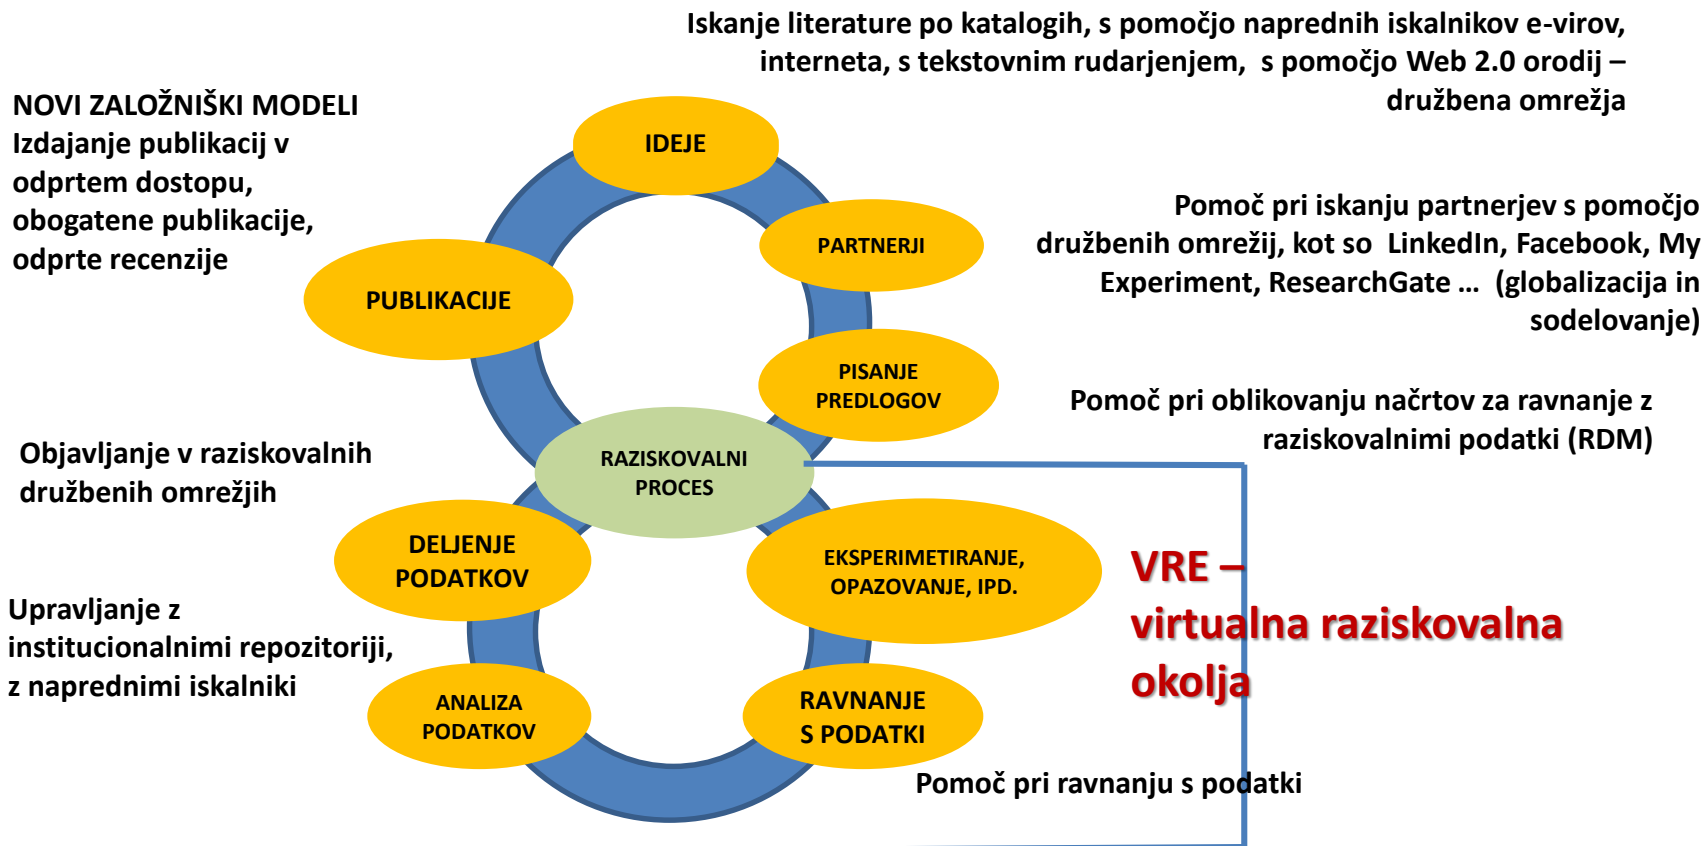 Iskanje literature po katalogih, s pomočjo naprednih iskalnikov e-virov,
interneta, s tekstovnim rudarjenjem, s pomočjo Web 2.0 orodij –
družbena omrežja
NOVI ZALOŽNIŠKI MODELI
Izdajanje publikacij v
odprtem dostopu,
obogatene publikacije,
odprte recenzije
IDEJE
PARTNERJI
Pomoč pri iskanju partnerjev s pomočjo
družbenih omrežij, kot so LinkedIn, Facebook, My
Experiment, ResearchGate … (globalizacija in
sodelovanje)
PUBLIKACIJE
PISANJE
PREDLOGOV
Pomoč pri oblikovanju načrtov za ravnanje z
raziskovalnimi podatki (RDM)
RAZISKOVALNI
PROCES
Objavljanje v raziskovalnih
družbenih omrežjih
DELJENJE
PODATKOV
EKSPERIMETIRANJE,
OPAZOVANJE, IPD.
VRE –
virtualna raziskovalna
okolja
Upravljanje z
institucionalnimi repozitoriji,
z naprednimi iskalniki
ANALIZA
PODATKOV
RAVNANJE
S PODATKI
Pomoč pri ravnanju s podatki